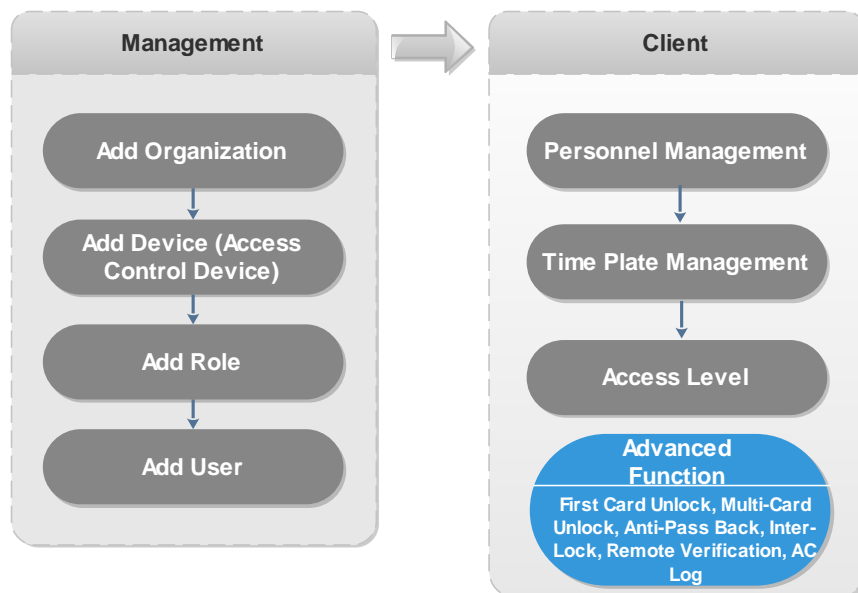 Management
Add Organization
Add Device (Access
Control Device)
Add Role
Add User
Client
Personnel Management
Time Plate Management
Access Level
Advanced
Function
First Card Unlock, Multi-Card
Unlock, Anti-Pass Back, Inter-
Lock, Remote Verification, AC
Log